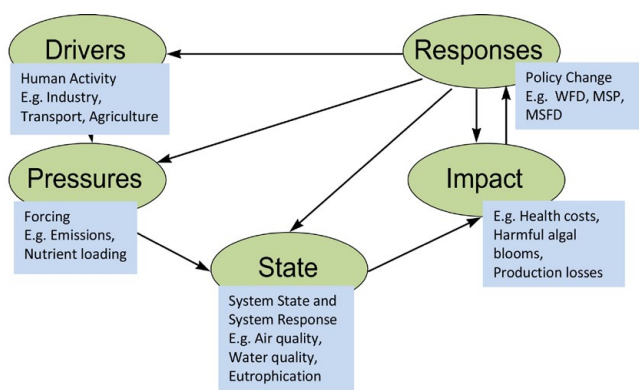 Drivers
Human Activity
E.g. Industry,
Transport, Agriculture
Responses
Policy Change
E.g. WFD, MSP,
MSFD
Pressures
Forcing
E.g. Emissions,
Nutrient loading
Impact
E.g. Health costs,
Harmful algal
blooms,
Production losses
State
System State and
System Response
E.g. Air quality,
Water quality,
Eutrophication